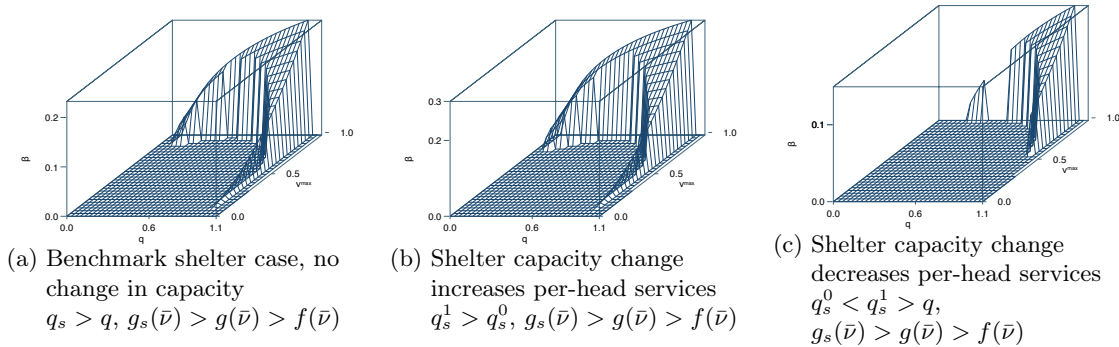 0.2
0.1
0.0
β
0.0
0.6
1.1
q
0.0
0.5
1.0
νᵐᵃˣ
(a) Benchmark shelter case, no
change in capacity
q_s > q, g_s(ν̄) > g(ν̄) > f(ν̄)
0.3
0.2
0.0
β
0.0
0.6
1.1
q
0.0
0.5
1.0
νᵐᵃˣ
(b) Shelter capacity change
increases per-head services
q_s^1 > q_s^0, g_s(ν̄) > g(ν̄) > f(ν̄)
0.1
0.0
β
0.0
0.6
1.1
q
0.0
0.5
1.0
νᵐᵃˣ
(c) Shelter capacity change
decreases per-head services
q_s^0 < q_s^1 > q,
g_s(ν̄) > g(ν̄) > f(ν̄)